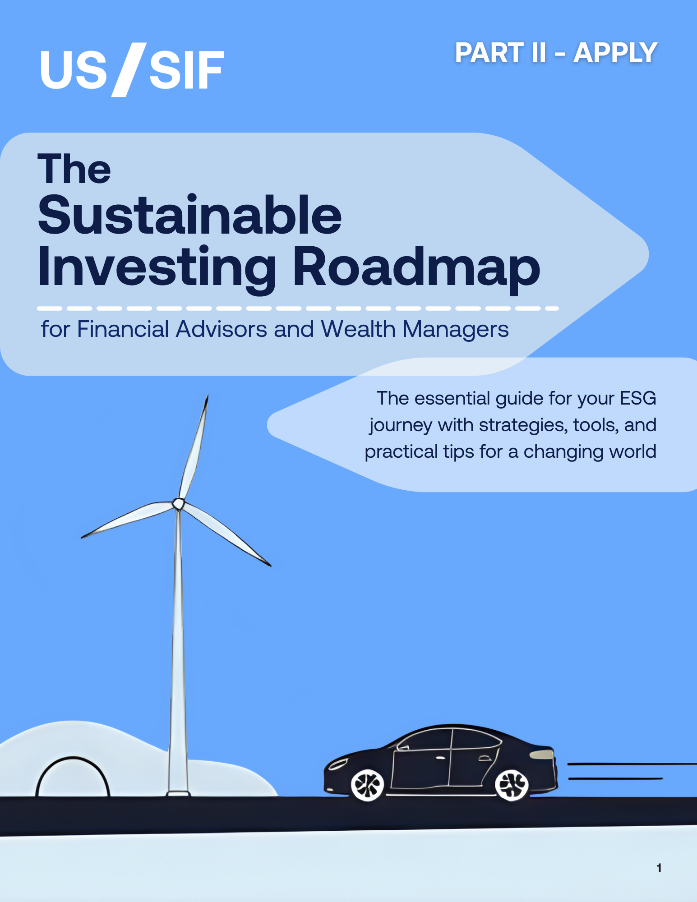 US/SIF
PART II - APPLY
The
Sustainable
Investing Roadmap
for Financial Advisors and Wealth Managers
The essential guide for your ESG
journey with strategies, tools, and
practical tips for a changing world
1